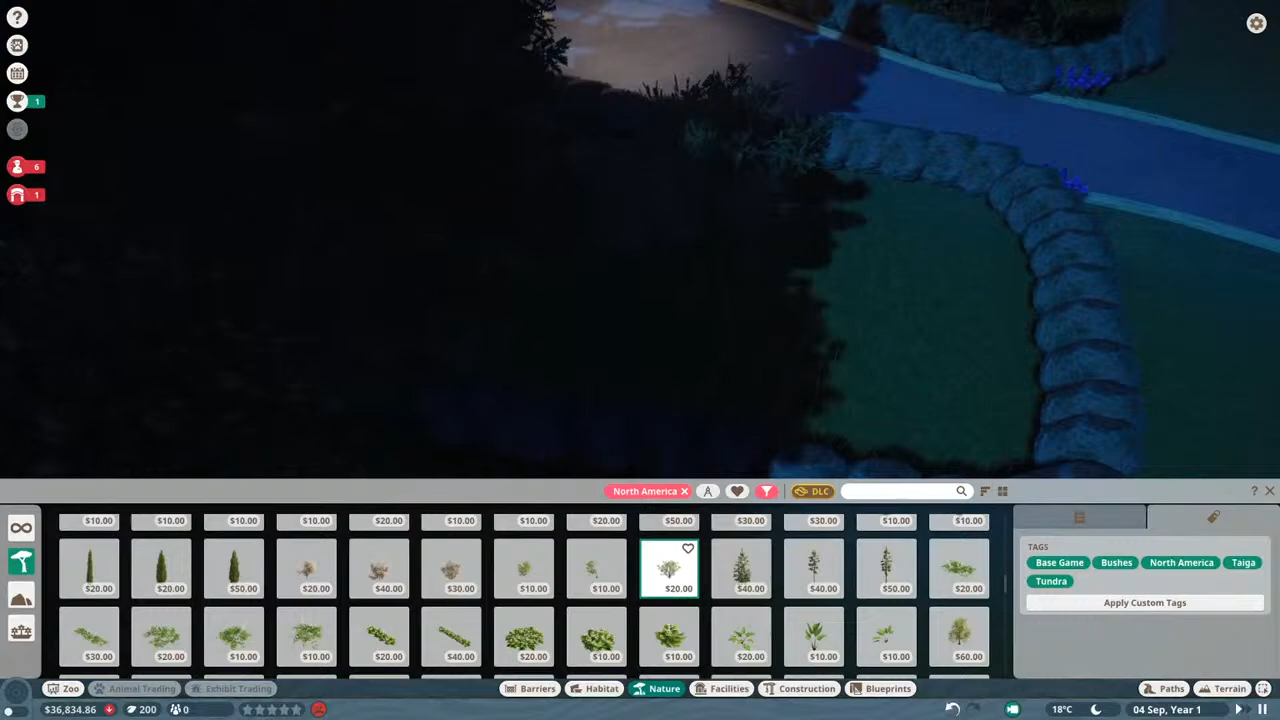 ?
1
6
1
North America ×
DLC
?
$10.00 $10.00 $10.00 $10.00 $20.00 $10.00 $10.00 $20.00 $50.00 $30.00 $30.00 $10.00 $10.00
$20.00 $20.00 $50.00 $20.00 $40.00 $30.00 $10.00 $10.00 $20.00 $40.00 $40.00 $50.00 $20.00
$30.00 $20.00 $10.00 $10.00 $20.00 $40.00 $20.00 $10.00 $10.00 $20.00 $10.00 $10.00 $60.00
TAGS
Base Game Bushes North America Taiga
Tundra
Apply Custom Tags
Zoo Animal Trading Exhibit Trading Barriers Habitat Nature Facilities Construction Blueprints Paths Terrain
$36,834.86 200 0 18°C 04 Sep, Year 1